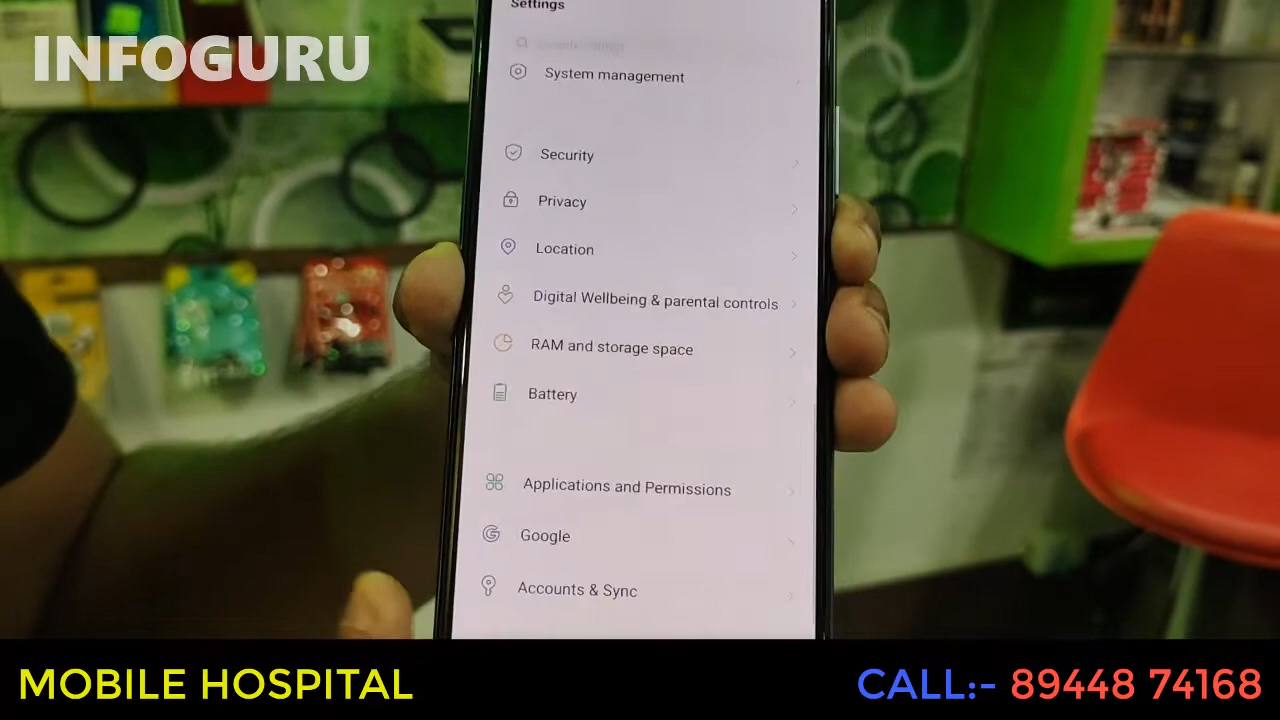 INFOGURU
Settings
System management
Security
Privacy
Location
Digital Wellbeing & parental controls
RAM and storage space
Battery
Applications and Permissions
Google
Accounts & Sync
MOBILE HOSPITAL
CALL:- 89448 74168